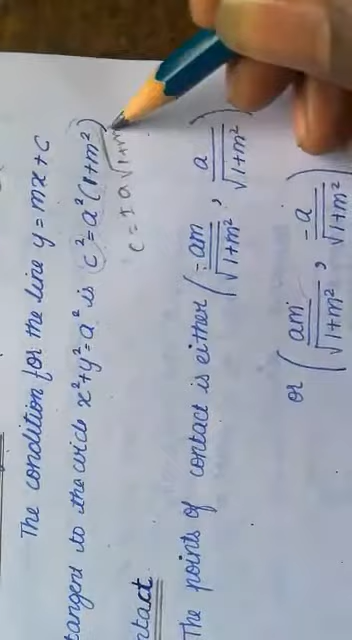 The condition for the line y = mx + c
tangent to the circle x² + y² = a² is c² = a² (1+m²)
c = ± a √1+m
ntact
The points of contact is either (-am/√1+m² , a/√1+m²)
or (am/√1+m² , -a/√1+m²)